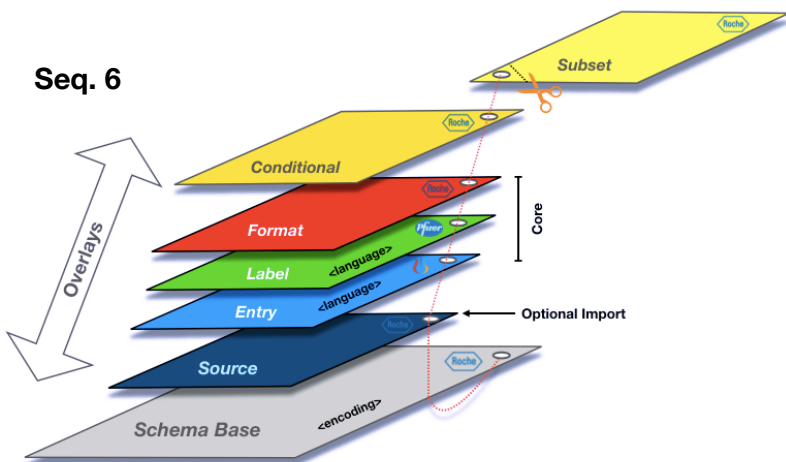 Seq. 6
Roche
Subset
Roche
Conditional
Overlays
Roche
Format
Core
Pfizer
Label
<language>
Entry
<language>
Optional Import
Roche
Source
Roche
Schema Base
<encoding>